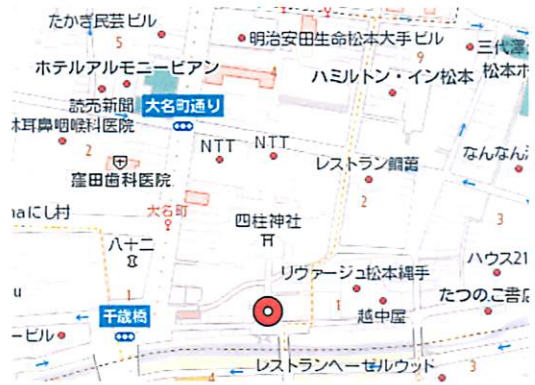 たかぎ民芸ビル
5
明治安田生命松本大手ビル
9
三代澤
ホテルアルモニービアン
4
ハミルトン・イン松本
松本ホ
読売新聞
大名町通り
林耳鼻咽喉科医院
2
NTT
NTT
レストラン鯛萬
なんなん
窪田歯科医院
2
にし村
大名町
四柱神社
3
八十二
リヴァージュ松本縄手
ハウス21
u
1
千歳橋
1
越中屋
たつのこ書店
ービル
レストランヘーゼルウッド
4
3